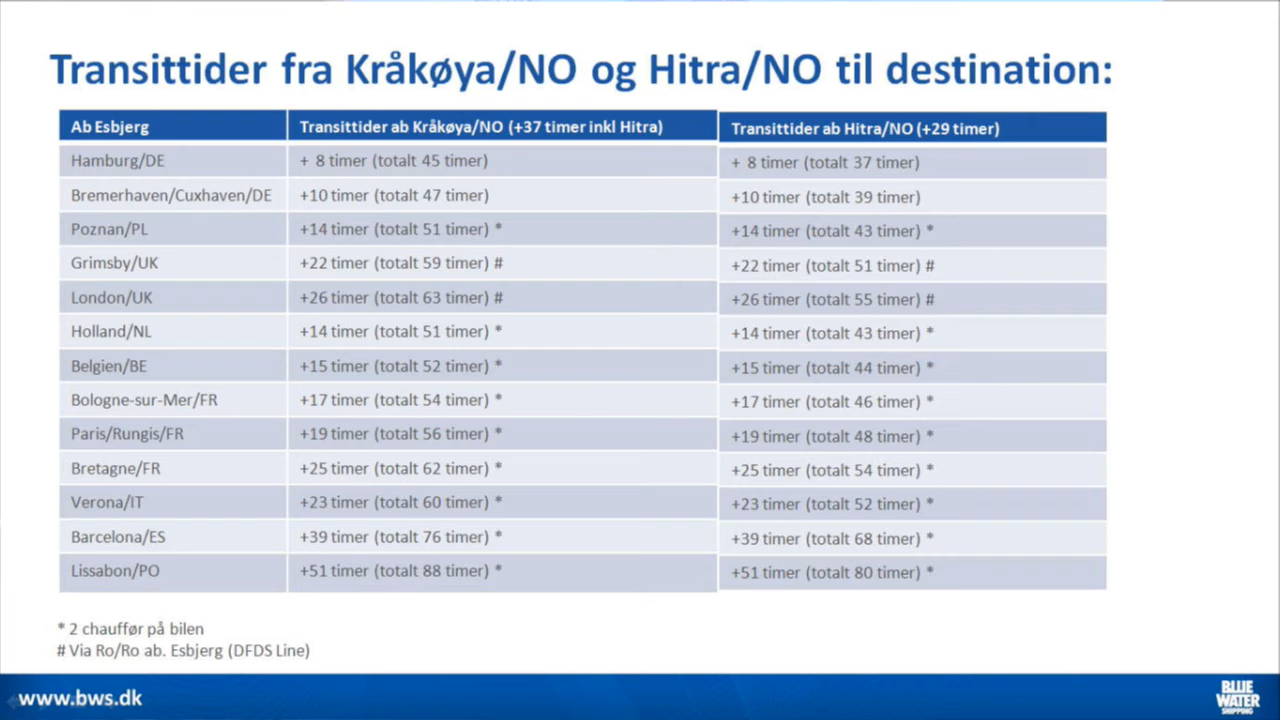 Transittider fra Kråkøya/NO og Hitra/NO til destination:
Ab Esbjerg Transittider ab Kråkøya/NO (+37 timer inkl Hitra) Transittider ab Hitra/NO (+29 timer)
Hamburg/DE + 8 timer (totalt 45 timer) + 8 timer (totalt 37 timer)
Bremerhaven/Cuxhaven/DE +10 timer (totalt 47 timer) +10 timer (totalt 39 timer)
Poznan/PL +14 timer (totalt 51 timer) * +14 timer (totalt 43 timer) *
Grimsby/UK +22 timer (totalt 59 timer) # +22 timer (totalt 51 timer) #
London/UK +26 timer (totalt 63 timer) # +26 timer (totalt 55 timer) #
Holland/NL +14 timer (totalt 51 timer) * +14 timer (totalt 43 timer) *
Belgien/BE +15 timer (totalt 52 timer) * +15 timer (totalt 44 timer) *
Bologne-sur-Mer/FR +17 timer (totalt 54 timer) * +17 timer (totalt 46 timer) *
Paris/Rungis/FR +19 timer (totalt 56 timer) * +19 timer (totalt 48 timer) *
Bretagne/FR +25 timer (totalt 62 timer) * +25 timer (totalt 54 timer) *
Verona/IT +23 timer (totalt 60 timer) * +23 timer (totalt 52 timer) *
Barcelona/ES +39 timer (totalt 76 timer) * +39 timer (totalt 68 timer) *
Lissabon/PO +51 timer (totalt 88 timer) * +51 timer (totalt 80 timer) *
* 2 chauffør på bilen
# Via Ro/Ro ab. Esbjerg (DFDS Line)
www.bws.dk
BLUE
WATER
SHIPPING